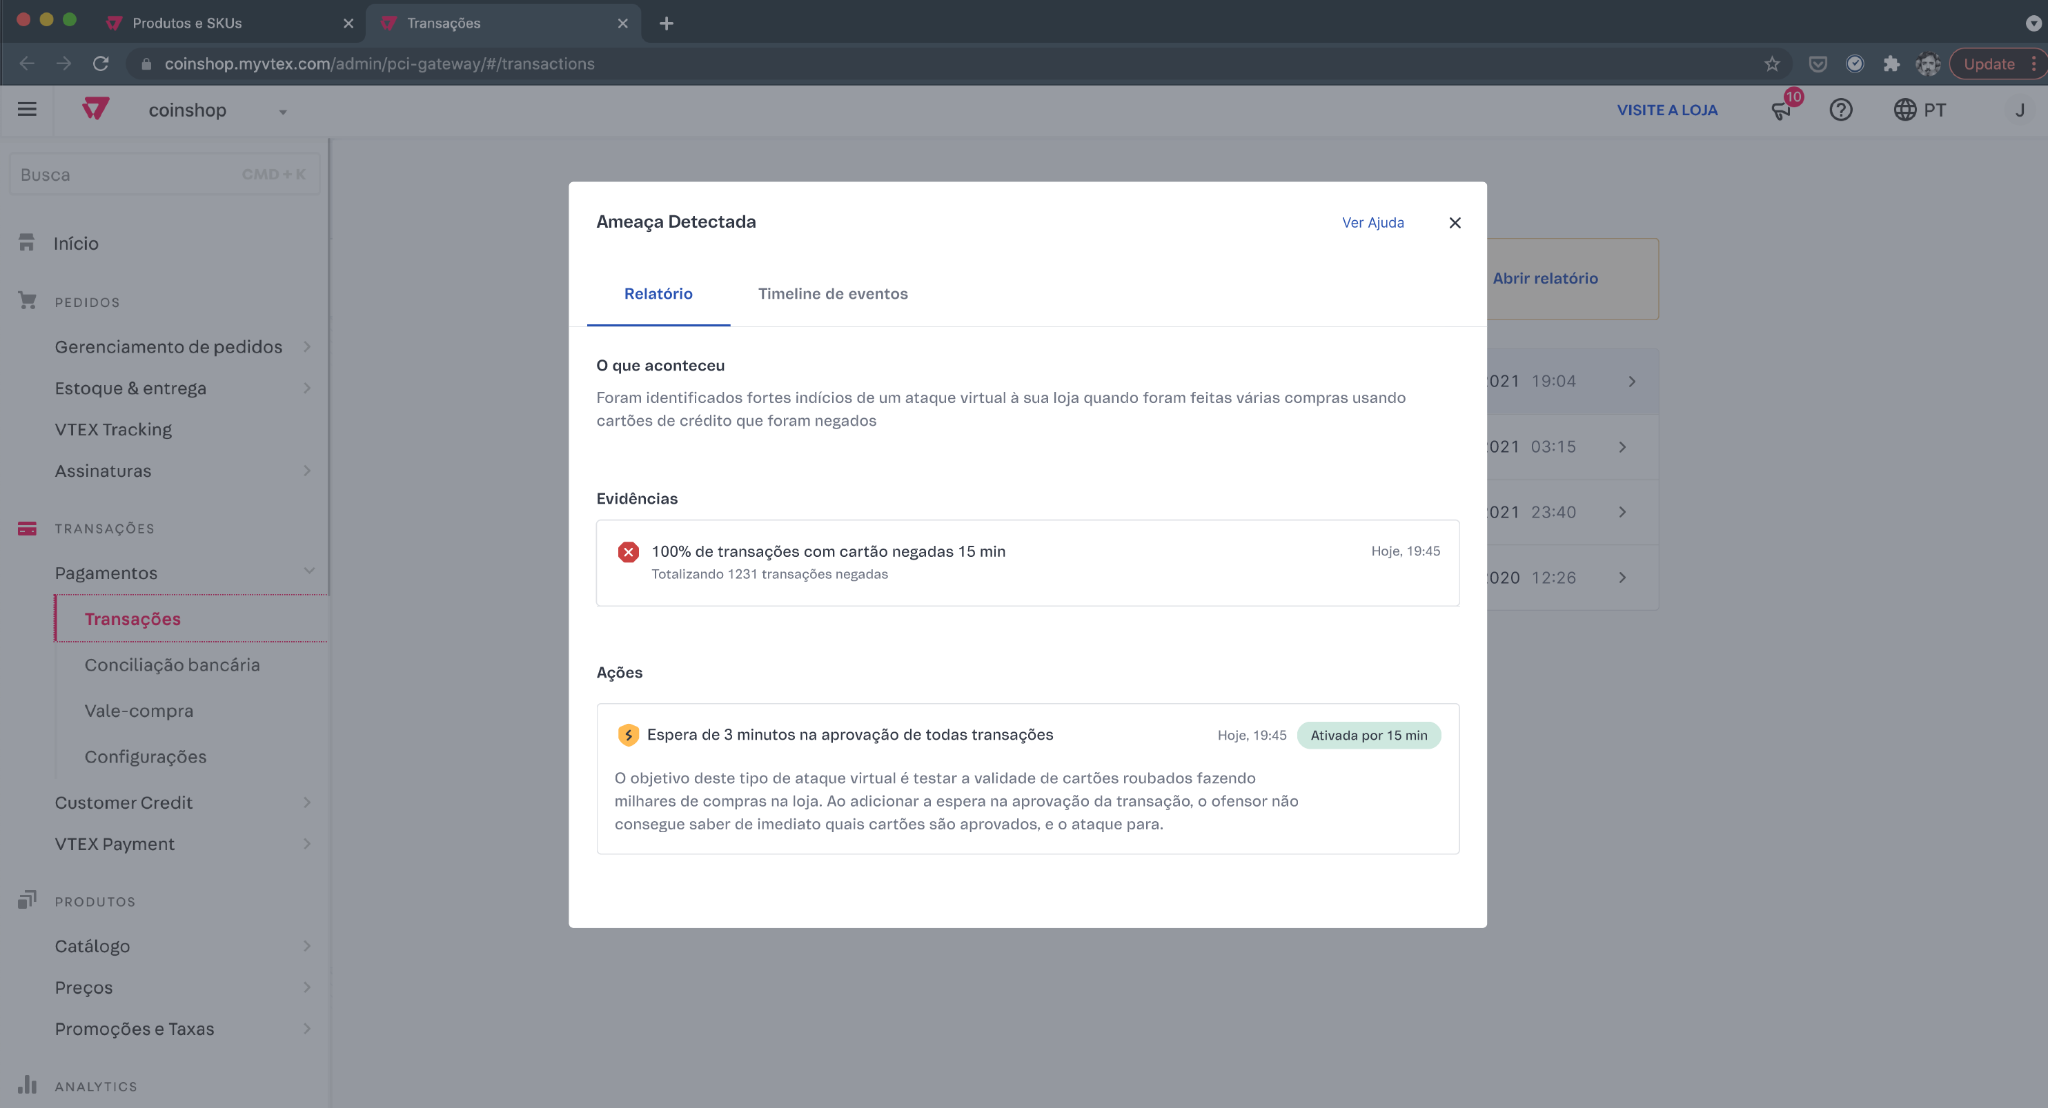 Produtos e SKUs
Transações
coinshop.myvtex.com/admin/pci-gateway/#/transactions
Update
coinshop
VISITE A LOJA
10
PT
J
Busca
CMD + K
Início
PEDIDOS
Gerenciamento de pedidos
Estoque & entrega
VTEX Tracking
Assinaturas
TRANSAÇÕES
Pagamentos
Transações
Conciliação bancária
Vale-compra
Configurações
Customer Credit
VTEX Payment
PRODUTOS
Catálogo
Preços
Promoções e Taxas
ANALYTICS
Ameaça Detectada
Ver Ajuda
Relatório
Timeline de eventos
O que aconteceu
Foram identificados fortes indícios de um ataque virtual à sua loja quando foram feitas várias compras usando
cartões de crédito que foram negados
Evidências
100% de transações com cartão negadas 15 min
Hoje, 19:45
Totalizando 1231 transações negadas
Ações
Espera de 3 minutos na aprovação de todas transações
Hoje, 19:45
Ativada por 15 min
O objetivo deste tipo de ataque virtual é testar a validade de cartões roubados fazendo
milhares de compras na loja. Ao adicionar a espera na aprovação da transação, o ofensor não
consegue saber de imediato quais cartões são aprovados, e o ataque para.
Abrir relatório
021 19:04
021 03:15
021 23:40
020 12:26